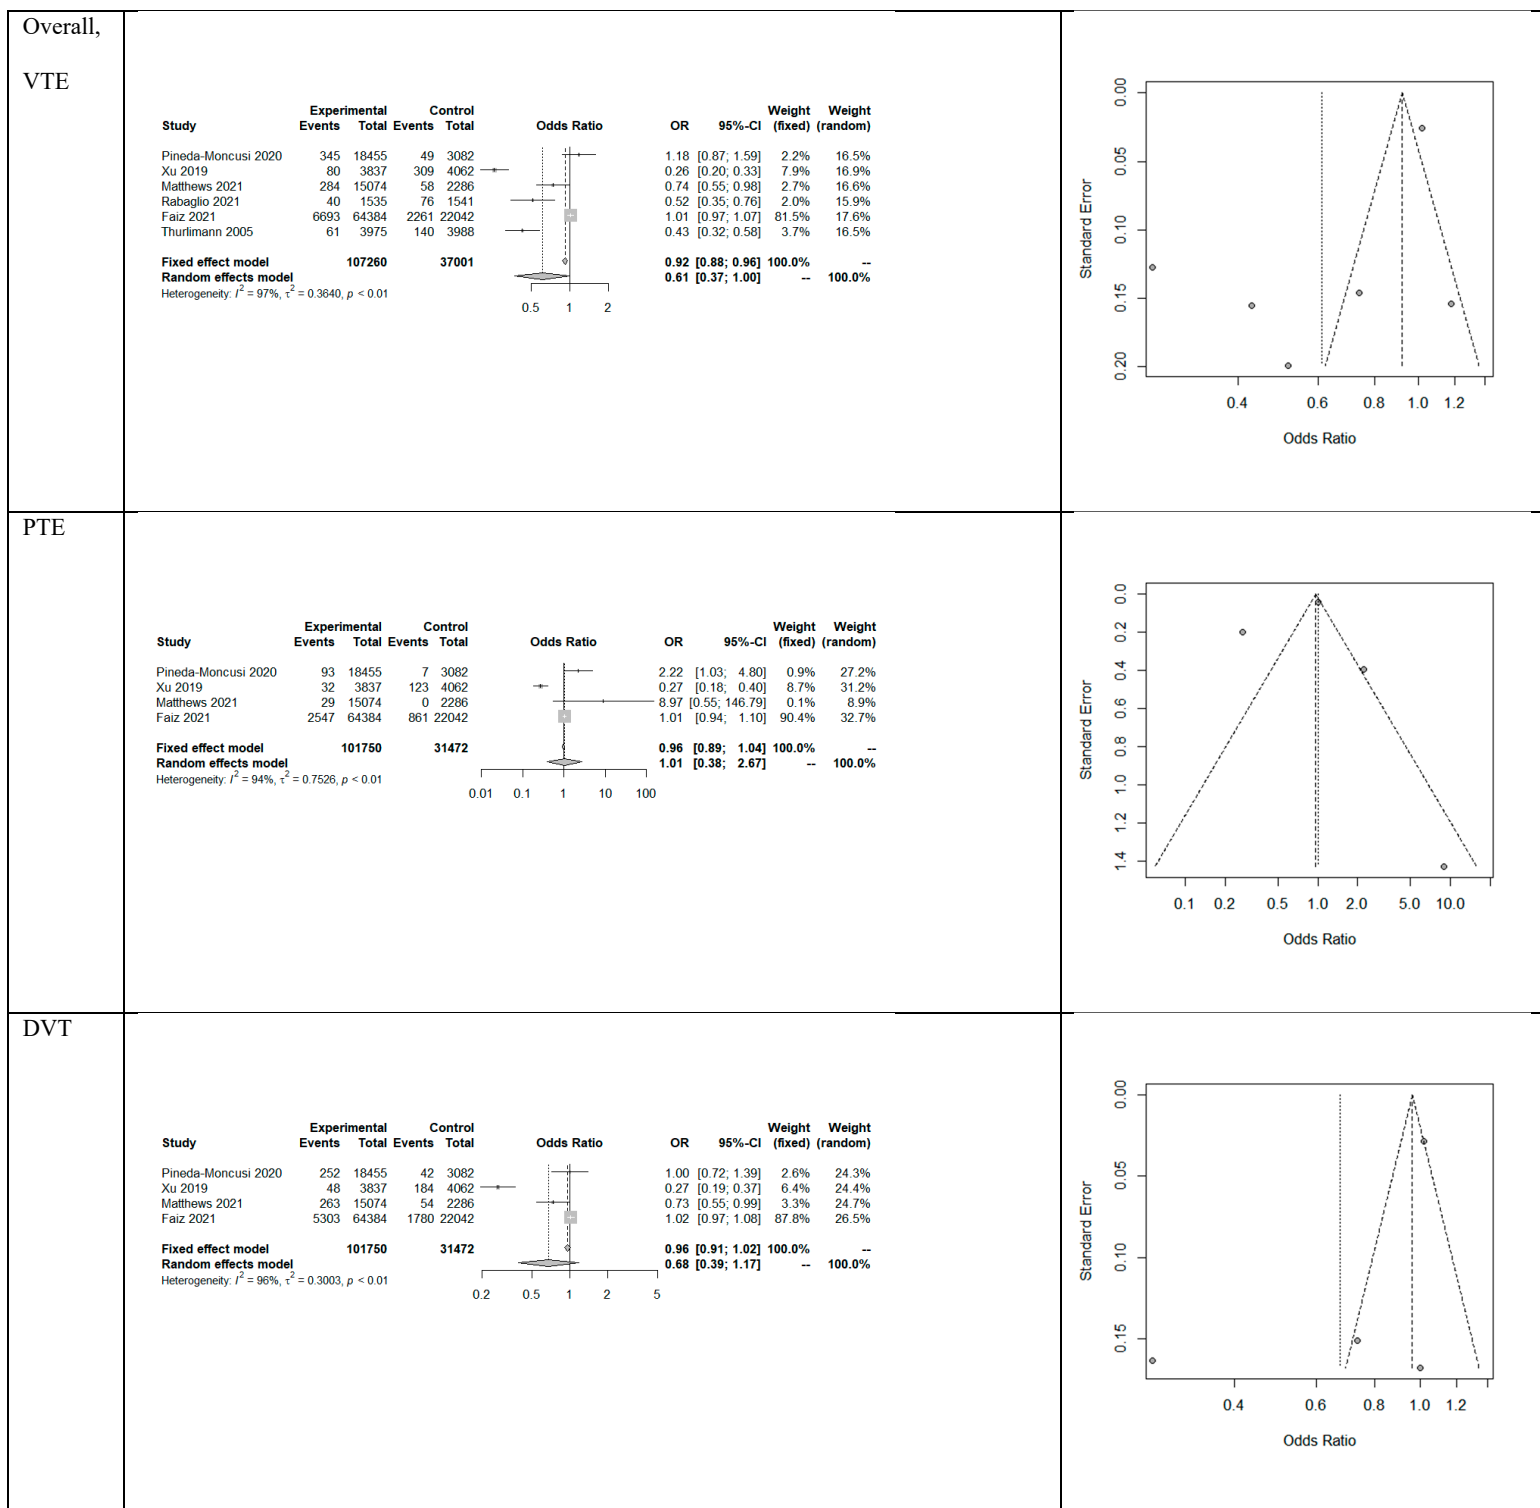 Overall,
VTE
Experimental Control Weight Weight
Study Events Total Events Total Odds Ratio OR 95%-CI (fixed) (random)
Pineda-Moncusi 2020 345 18455 49 3082 1.18 [0.87; 1.59] 2.2% 16.5%
Xu 2019 80 3837 309 4062 0.26 [0.20; 0.33] 7.9% 16.9%
Matthews 2021 284 15074 58 2286 0.74 [0.55; 0.98] 2.7% 16.6%
Rabaglio 2021 40 1535 76 1541 0.52 [0.35; 0.76] 2.0% 15.9%
Faiz 2021 6693 64384 2261 22042 1.01 [0.97; 1.07] 81.5% 17.6%
Thurlimann 2005 61 3975 140 3988 0.43 [0.32; 0.58] 3.7% 16.5%
Fixed effect model 107260 37001 0.92 [0.88; 0.96] 100.0% --
Random effects model 0.61 [0.37; 1.00] -- 100.0%
Heterogeneity: I² = 97%, τ² = 0.3640, p < 0.01
0.5 1 2
Standard Error
0.00
0.05
0.10
0.15
0.20
0.4 0.6 0.8 1.0 1.2
Odds Ratio
PTE
Experimental Control Weight Weight
Study Events Total Events Total Odds Ratio OR 95%-CI (fixed) (random)
Pineda-Moncusi 2020 93 18455 7 3082 2.22 [1.03; 4.80] 0.9% 27.2%
Xu 2019 32 3837 123 4062 0.27 [0.18; 0.40] 8.7% 31.2%
Matthews 2021 29 15074 0 2286 8.97 [0.55; 146.79] 0.1% 8.9%
Faiz 2021 2547 64384 861 22042 1.01 [0.94; 1.10] 90.4% 32.7%
Fixed effect model 101750 31472 0.96 [0.89; 1.04] 100.0% --
Random effects model 1.01 [0.38; 2.67] -- 100.0%
Heterogeneity: I² = 94%, τ² = 0.7526, p < 0.01
0.01 0.1 1 10 100
Standard Error
0.0
0.2
0.4
0.6
0.8
1.0
1.2
1.4
0.1 0.2 0.5 1.0 2.0 5.0 10.0
Odds Ratio
DVT
Experimental Control Weight Weight
Study Events Total Events Total Odds Ratio OR 95%-CI (fixed) (random)
Pineda-Moncusi 2020 252 18455 42 3082 1.00 [0.72; 1.39] 2.6% 24.3%
Xu 2019 48 3837 184 4062 0.27 [0.19; 0.37] 6.4% 24.4%
Matthews 2021 263 15074 54 2286 0.73 [0.55; 0.99] 3.3% 24.7%
Faiz 2021 5303 64384 1780 22042 1.02 [0.97; 1.08] 87.8% 26.5%
Fixed effect model 101750 31472 0.96 [0.91; 1.02] 100.0% --
Random effects model 0.68 [0.39; 1.17] -- 100.0%
Heterogeneity: I² = 96%, τ² = 0.3003, p < 0.01
0.2 0.5 1 2 5
Standard Error
0.00
0.05
0.10
0.15
0.4 0.6 0.8 1.0 1.2
Odds Ratio